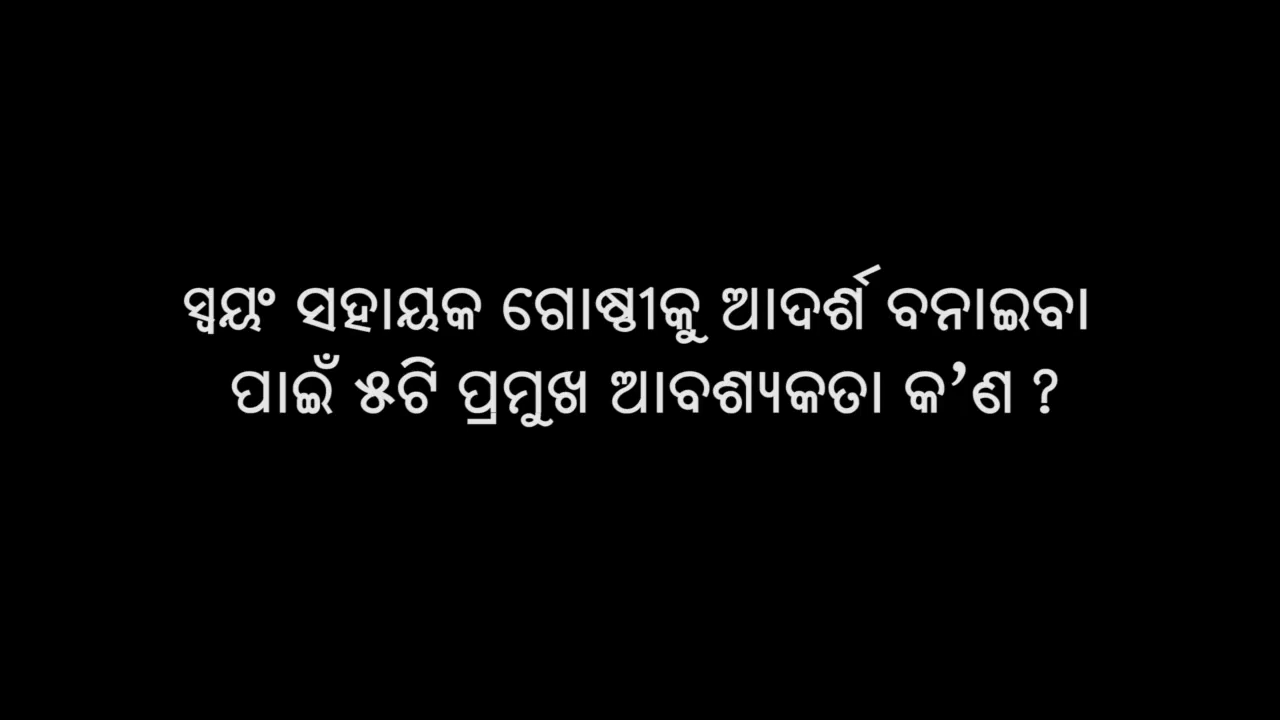 ସ୍ୱୟଂ ସହାୟକ ଗୋଷ୍ଠୀକୁ ଆଦର୍ଶ ବନାଇବା
ପାଇଁ ୫ଟି ପ୍ରମୁଖ ଆବଶ୍ୟକତା କ’ଣ ?